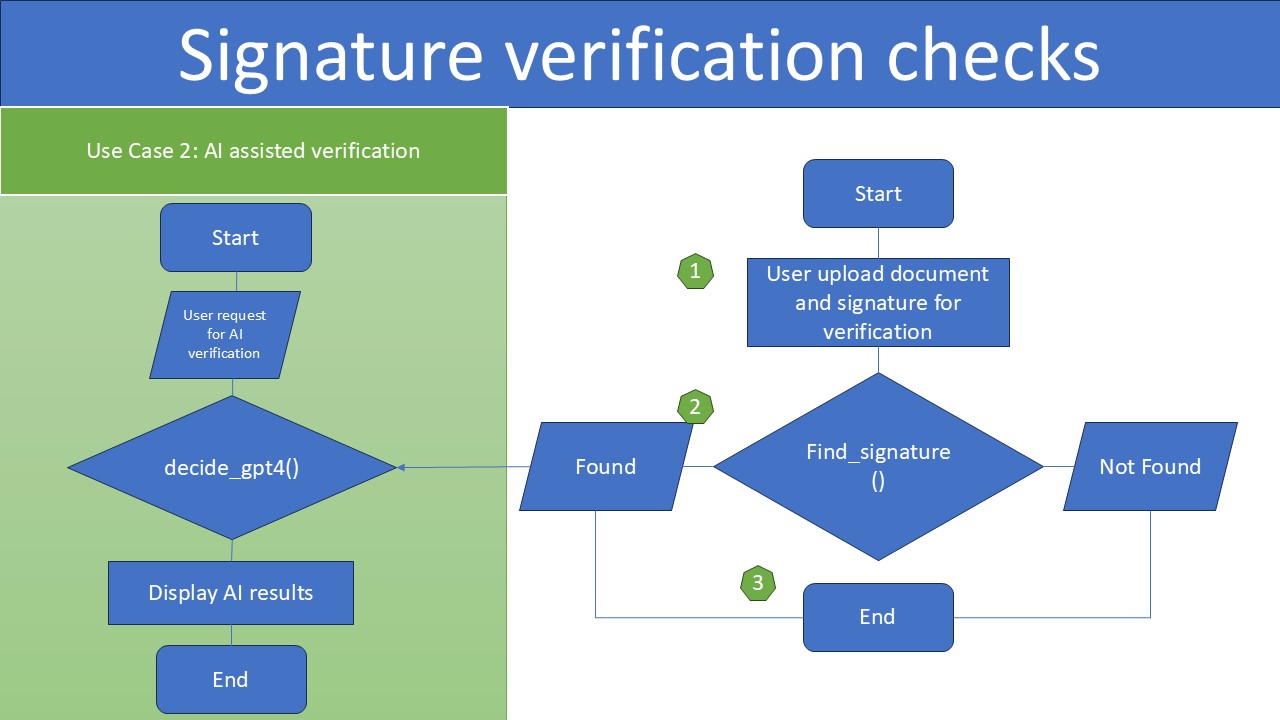 Signature verification checks
Use Case 2: AI assisted verification
Start
User request
for AI
verification
decide_gpt4()
Display AI results
End
Start
1
User upload document
and signature for
verification
2
Found
Find_signature
()
Not Found
3
End